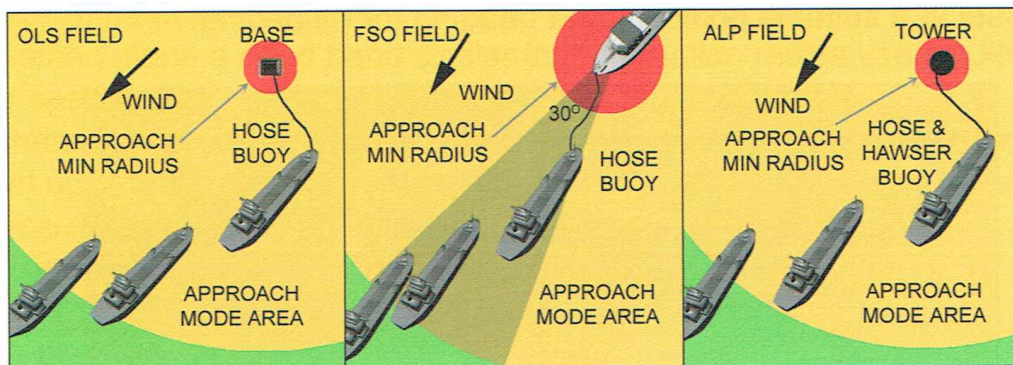 OLS FIELD
BASE
WIND
APPROACH
MIN RADIUS
HOSE
BUOY
APPROACH
MODE AREA
FSO FIELD
WIND
30°
APPROACH
MIN RADIUS
HOSE
BUOY
APPROACH
MODE AREA
ALP FIELD
TOWER
WIND
APPROACH
MIN RADIUS
HOSE &
HAWSER
BUOY
APPROACH
MODE AREA